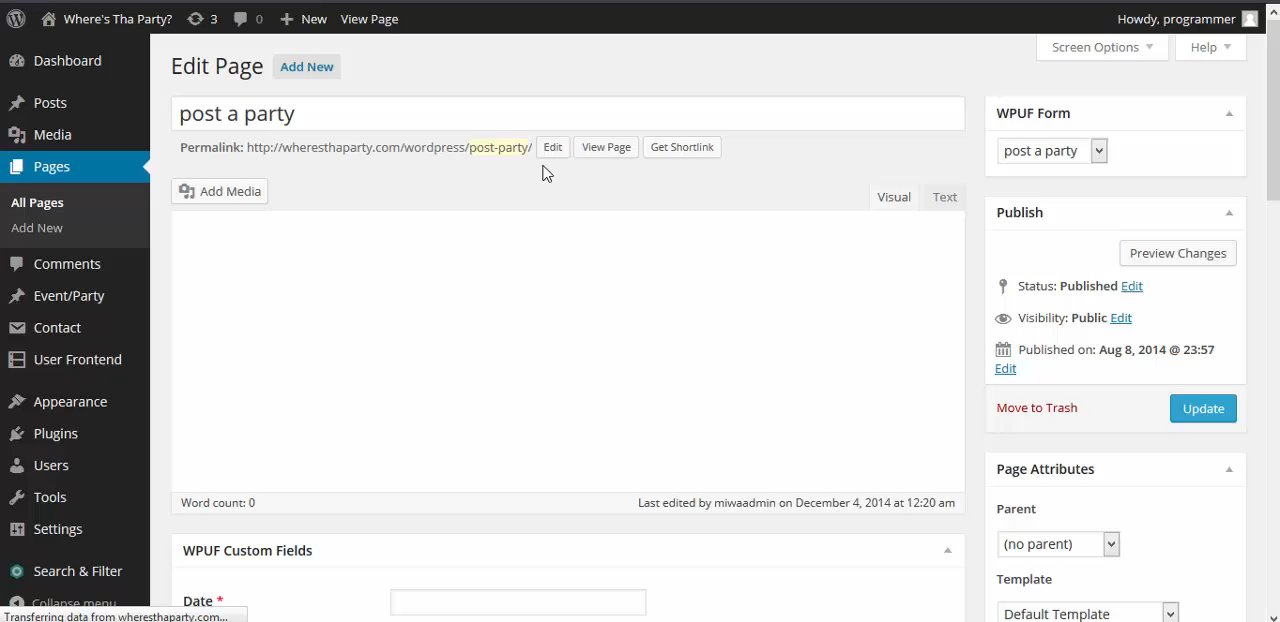 Where's Tha Party? 3 0 New View Page Howdy, programmer
Screen Options Help
Dashboard
Posts
Media
Pages
All Pages
Add New
Comments
Event/Party
Contact
User Frontend
Appearance
Plugins
Users
Tools
Settings
Search & Filter
Collapse menu
Transferring data from wheresthaparty.com...
Edit Page Add New
post a party
Permalink: http://wheresthaparty.com/wordpress/post-party/ Edit View Page Get Shortlink
Add Media
Visual Text
Word count: 0 Last edited by miwaadmin on December 4, 2014 at 12:20 am
WPUF Custom Fields
Date *
WPUF Form
post a party
Publish
Preview Changes
Status: Published Edit
Visibility: Public Edit
Published on: Aug 8, 2014 @ 23:57
Edit
Move to Trash Update
Page Attributes
Parent
(no parent)
Template
Default Template